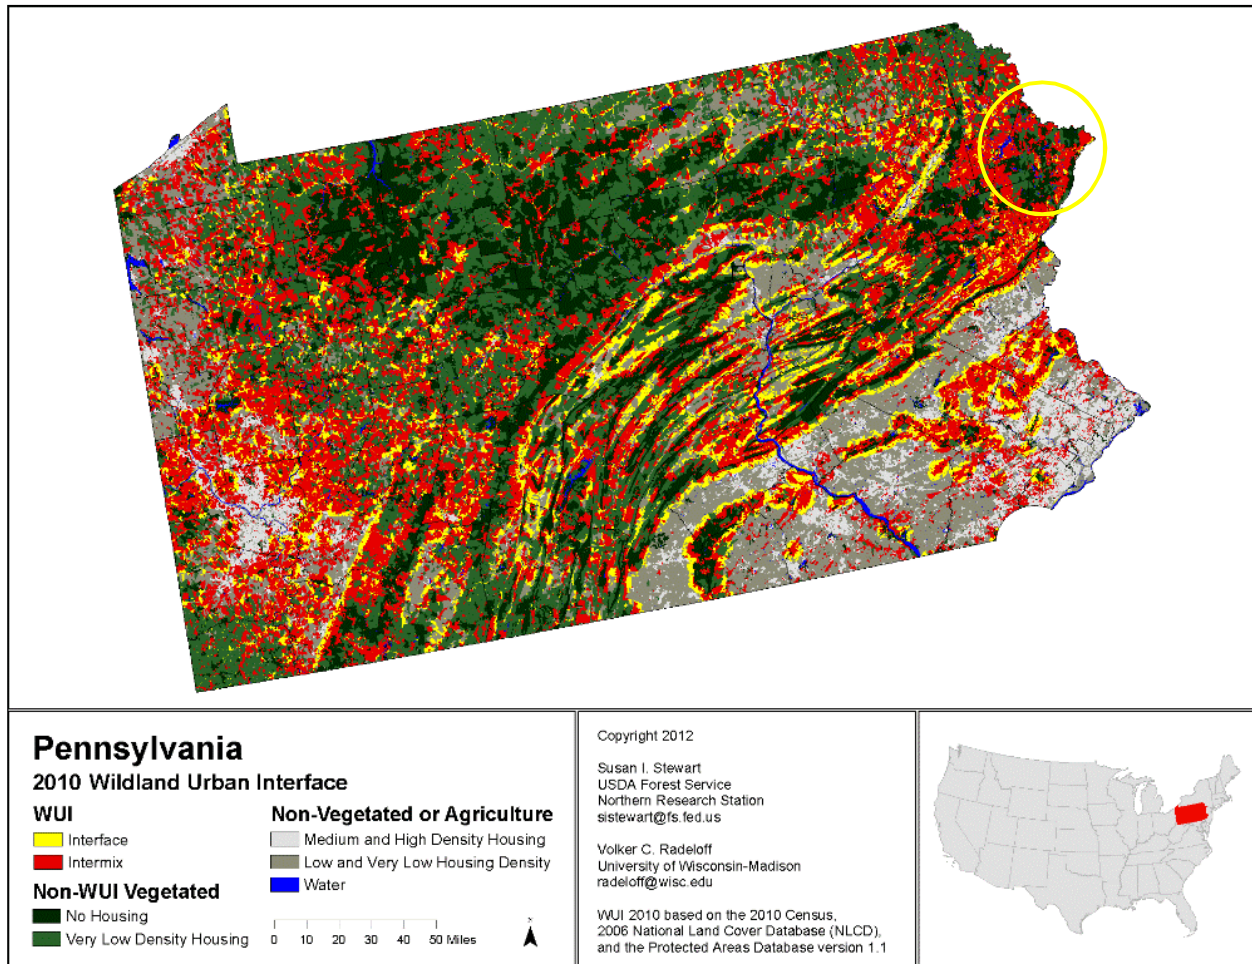 Pennsylvania
2010 Wildland Urban Interface
WUI
Interface
Intermix
Non-WUI Vegetated
No Housing
Very Low Density Housing
Non-Vegetated or Agriculture
Medium and High Density Housing
Low and Very Low Housing Density
Water
0 10 20 30 40 50 Miles
Copyright 2012
Susan I. Stewart
USDA Forest Service
Northern Research Station
sistewart@fs.fed.us
Volker C. Radeloff
University of Wisconsin-Madison
radeloff@wisc.edu
WUI 2010 based on the 2010 Census,
2006 National Land Cover Database (NLCD),
and the Protected Areas Database version 1.1